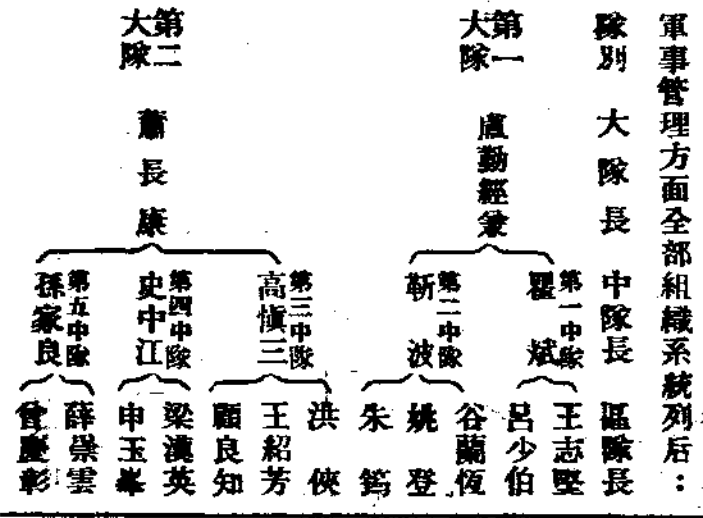 軍事管理方面全部組織系統列后：
隊別 大隊長 中隊長 區隊長
第一大隊 盧勤經兼
第一中隊 瞿斌
王志堅
呂少伯
第二中隊 靳波
谷蘭恆
姚登
朱篤
第二大隊 蕭長康
第三中隊 高愼三
洪俠
王紹芳
顧良知
第四中隊 史中江
梁漢英
申玉峯
第五中隊 孫家良
薛崇雲
曾慶彰